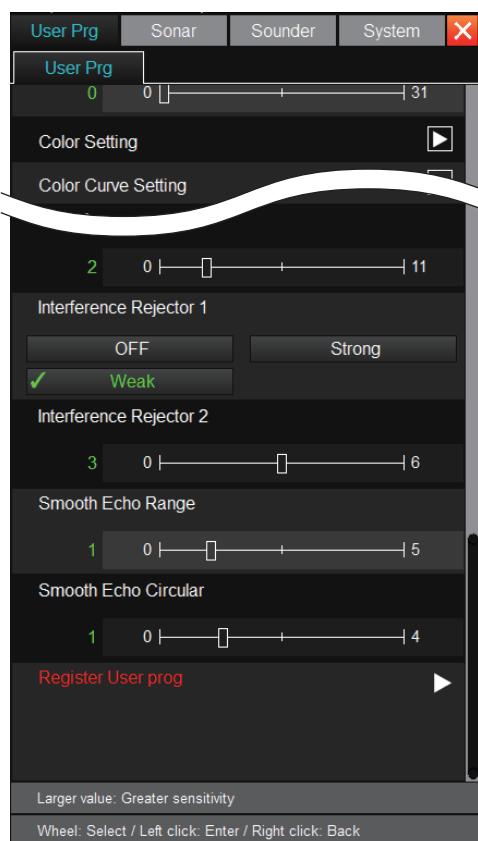 User Prg Sonar Sounder System
User Prg
0 0 31
Color Setting
Color Curve Setting
2 0 11
Interference Rejector 1
OFF Strong
✓ Weak
Interference Rejector 2
3 0 6
Smooth Echo Range
1 0 5
Smooth Echo Circular
1 0 4
Register User prog
Larger value: Greater sensitivity
Wheel: Select / Left click: Enter / Right click: Back